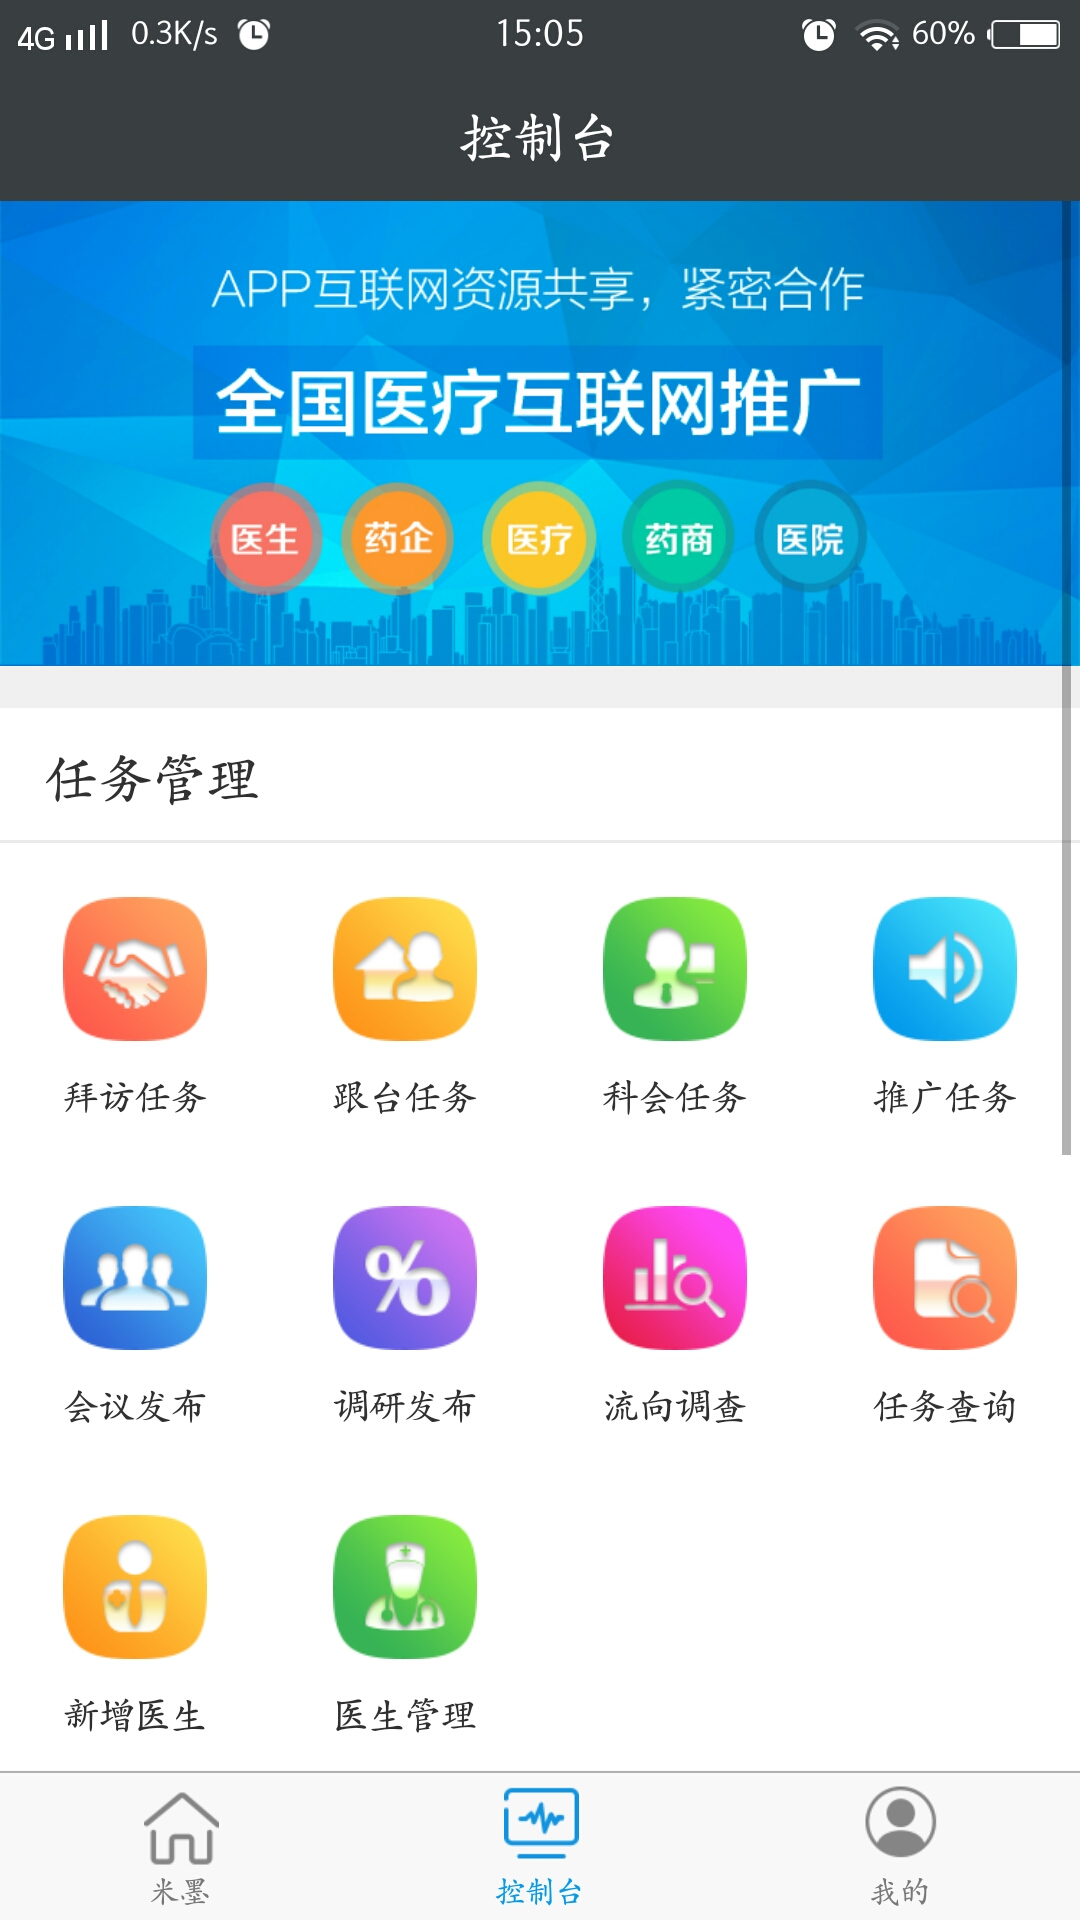 4G 0.3K/s 15:05 60%
控制台
APP互联网资源共享，紧密合作
全国医疗互联网推广
医生 药企 医疗 药商 医院
任务管理
拜访任务 跟台任务 科会任务 推广任务
会议发布 调研发布 流向调查 任务查询
新增医生 医生管理
米墨 控制台 我的